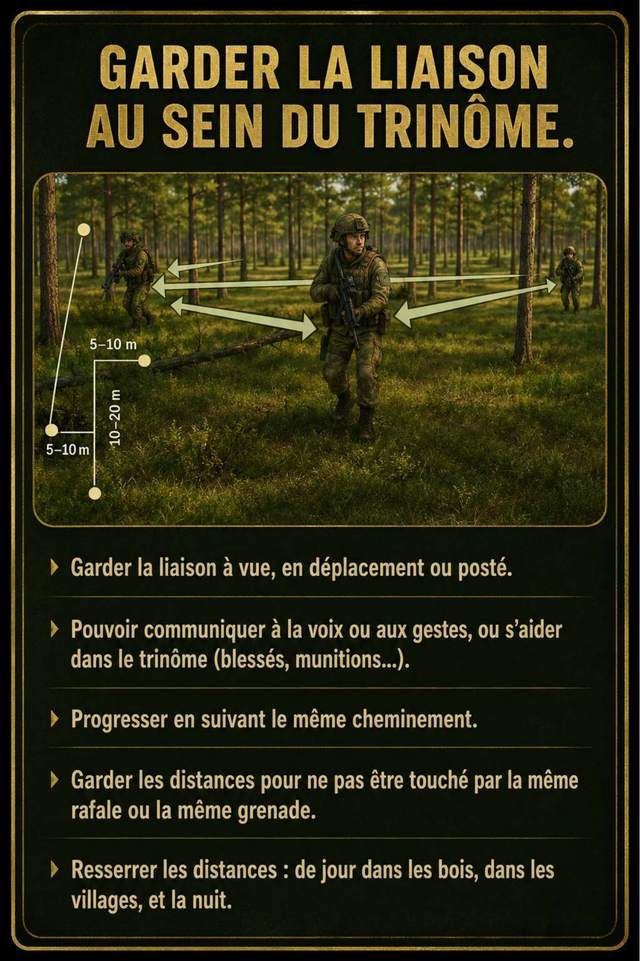 GARDER LA LIAISON
AU SEIN DU TRINÔME.
5–10 m
10–20 m
5–10 m
Garder la liaison à vue, en déplacement ou posté.
Pouvoir communiquer à la voix ou aux gestes, ou s’aider
dans le trinôme (blessés, munitions...).
Progresser en suivant le même cheminement.
Garder les distances pour ne pas être touché par la même
rafale ou la même grenade.
Resserrer les distances : de jour dans les bois, dans les
villages, et la nuit.